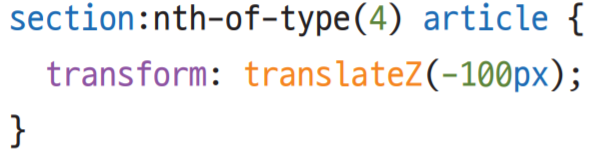 section:nth-of-type(4) article {
  transform: translateZ(-100px);
}